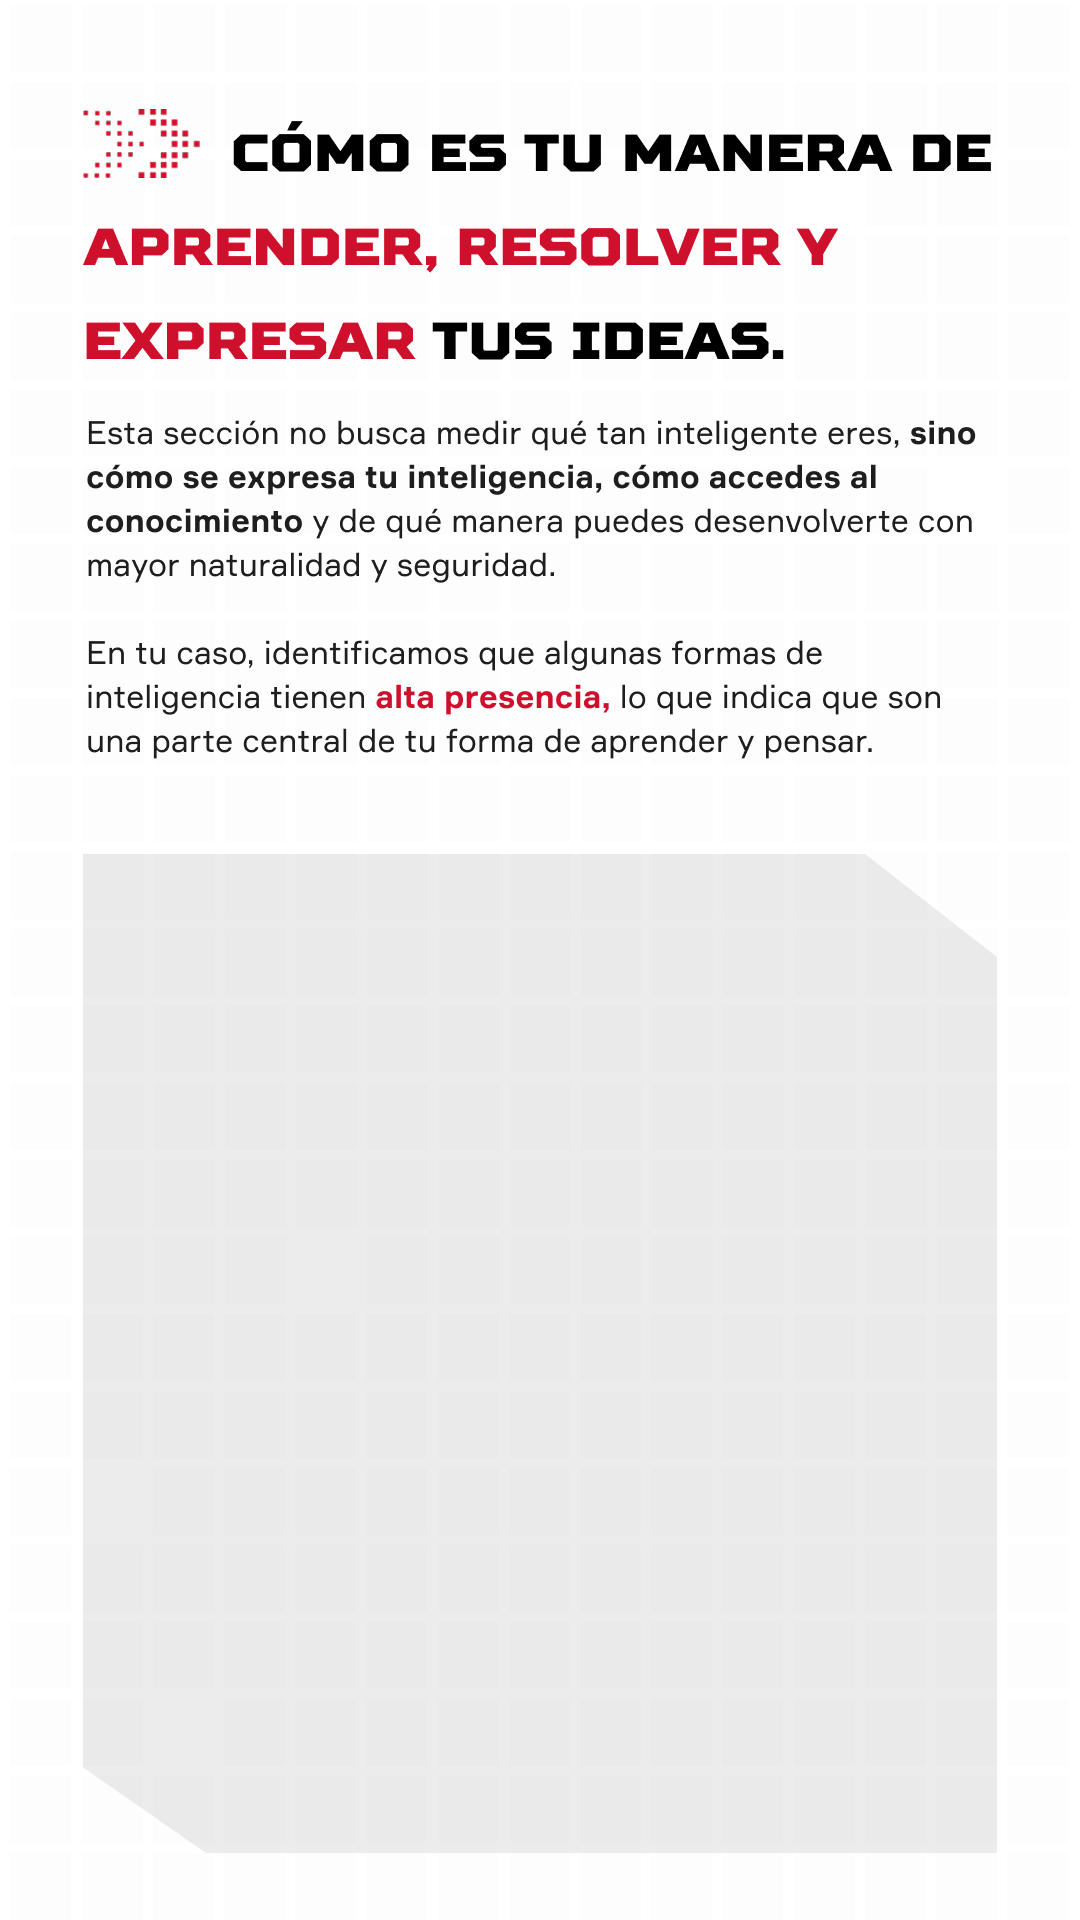 CÓMO ES TU MANERA DE
APRENDER, RESOLVER Y
EXPRESAR TUS IDEAS.
Esta sección no busca medir qué tan inteligente eres, sino
cómo se expresa tu inteligencia, cómo accedes al
conocimiento y de qué manera puedes desenvolverte con
mayor naturalidad y seguridad.
En tu caso, identificamos que algunas formas de
inteligencia tienen alta presencia, lo que indica que son
una parte central de tu forma de aprender y pensar.